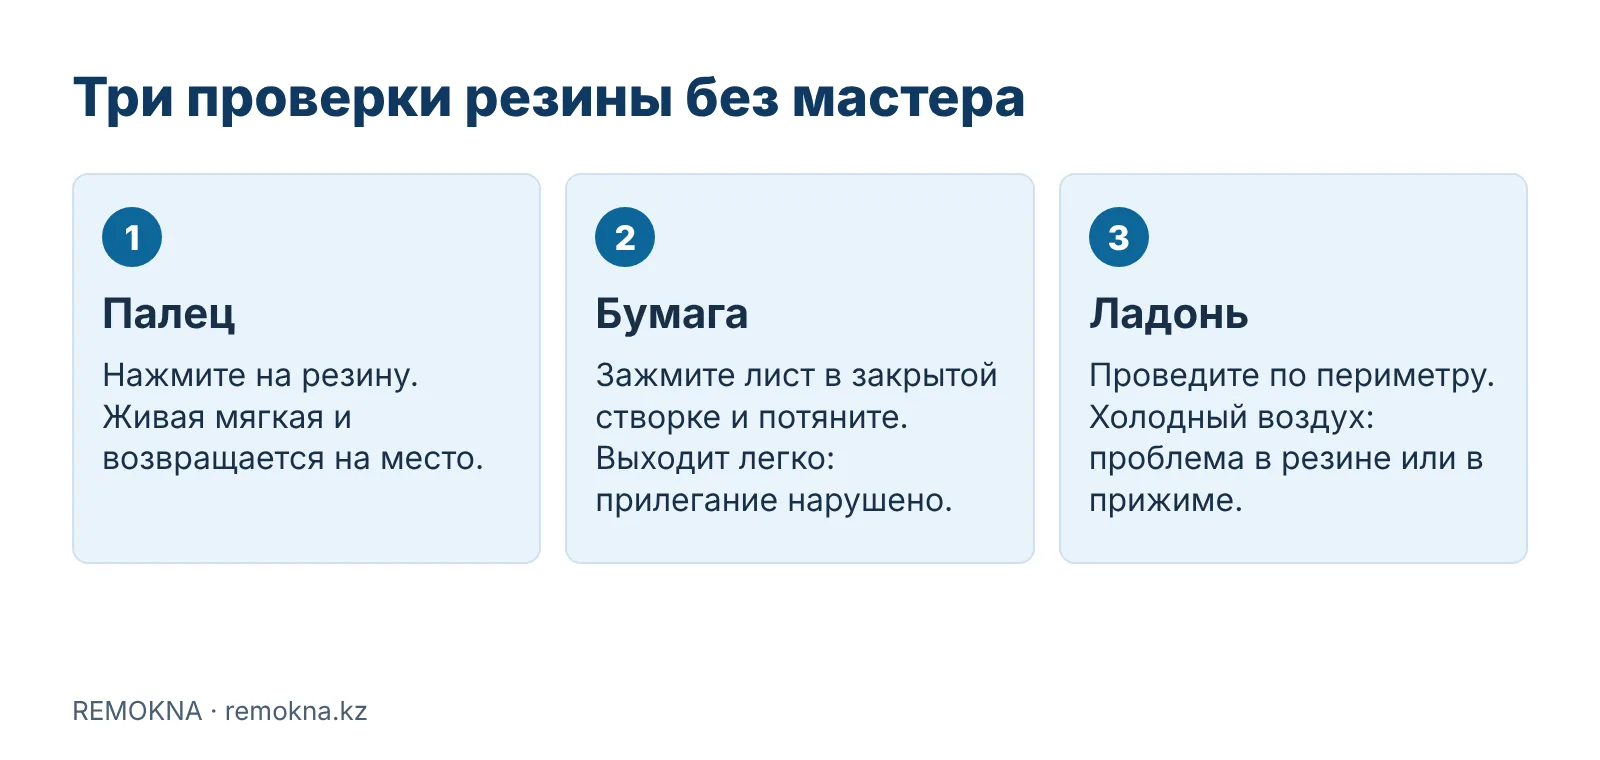 Три проверки резины без мастера
1
Палец
Нажмите на резину.
Живая мягкая и
возвращается на место.
2
Бумага
Зажмите лист в закрытой
створке и потяните.
Выходит легко:
прилегание нарушено.
3
Ладонь
Проведите по периметру.
Холодный воздух:
проблема в резине или в
прижиме.
REMOKNA · remokna.kz